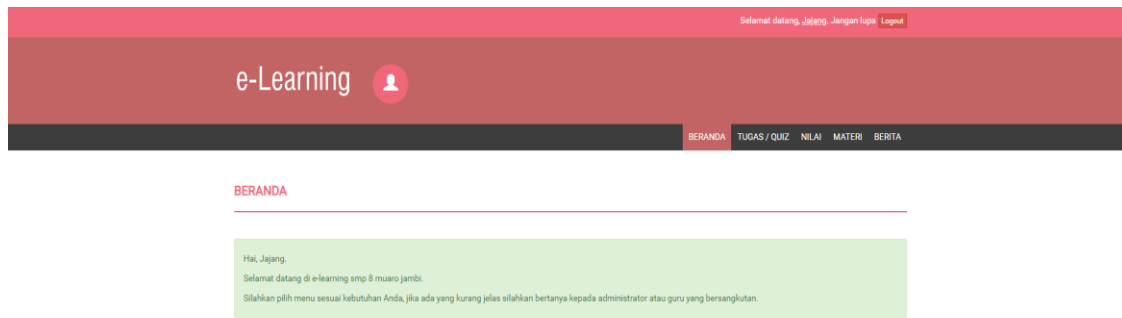 Selamat datang, Jajang. Jangan lupa Logout
e-Learning
BERANDA TUGAS / QUIZ NILAI MATERI BERITA
BERANDA
Hai, Jajang.
Selamat datang di e-learning smp 8 muaro jambi.
Silahkan pilih menu sesuai kebutuhan Anda, jika ada yang kurang jelas silahkan bertanya kepada administrator atau guru yang bersangkutan.